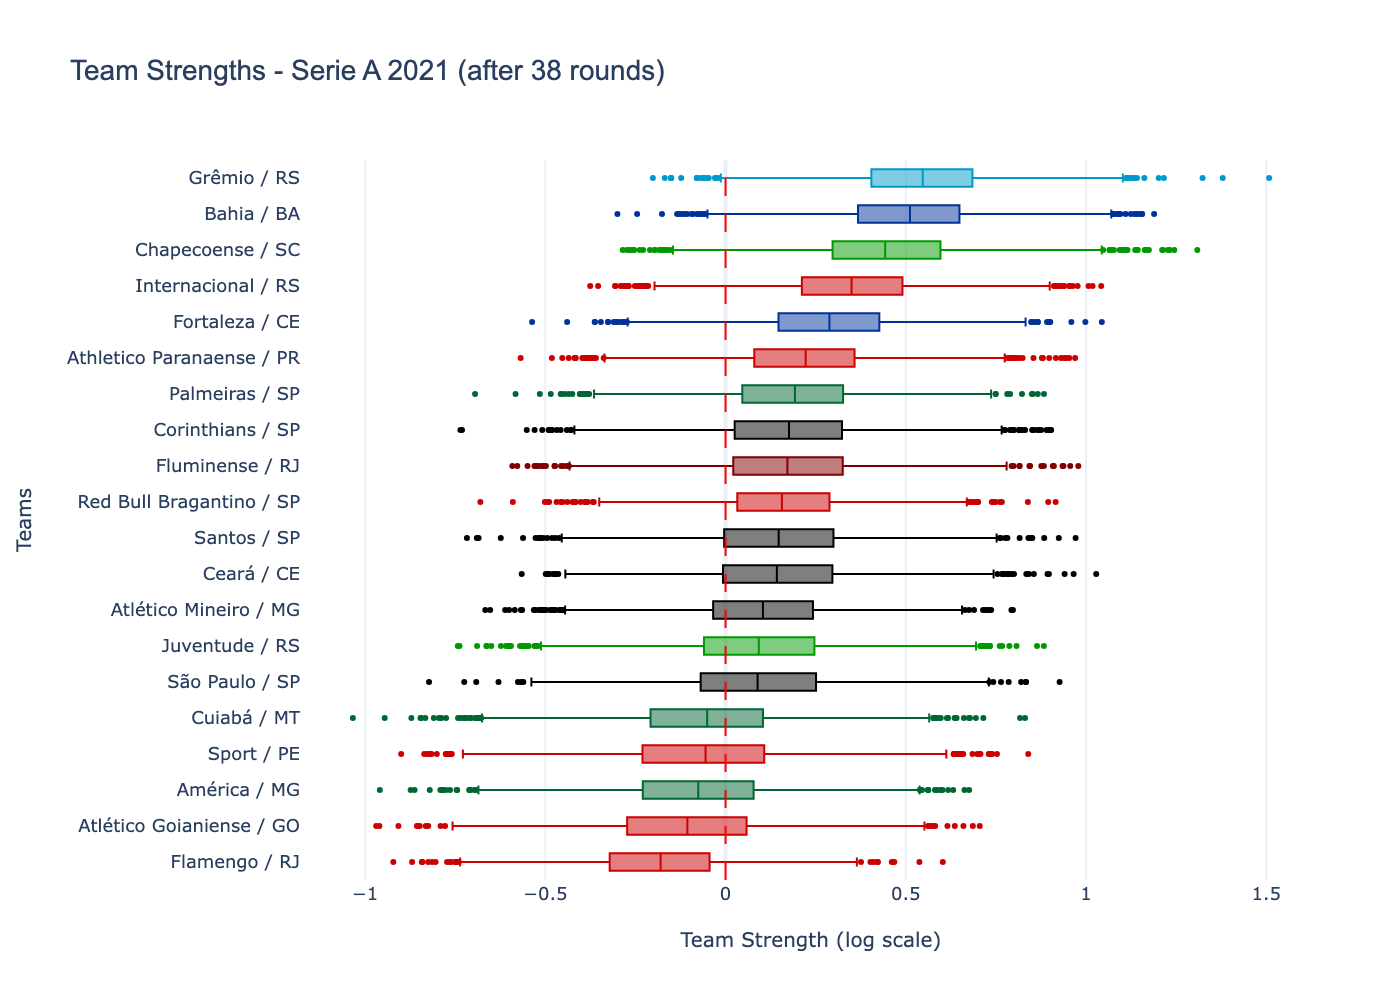 Team Strengths - Serie A 2021 (after 38 rounds)
Grêmio / RS
Bahia / BA
Chapecoense / SC
Internacional / RS
Fortaleza / CE
Athletico Paranaense / PR
Palmeiras / SP
Corinthians / SP
Fluminense / RJ
Red Bull Bragantino / SP
Santos / SP
Ceará / CE
Atlético Mineiro / MG
Juventude / RS
São Paulo / SP
Cuiabá / MT
Sport / PE
América / MG
Atlético Goianiense / GO
Flamengo / RJ
Teams
−1 −0.5 0 0.5 1 1.5
Team Strength (log scale)